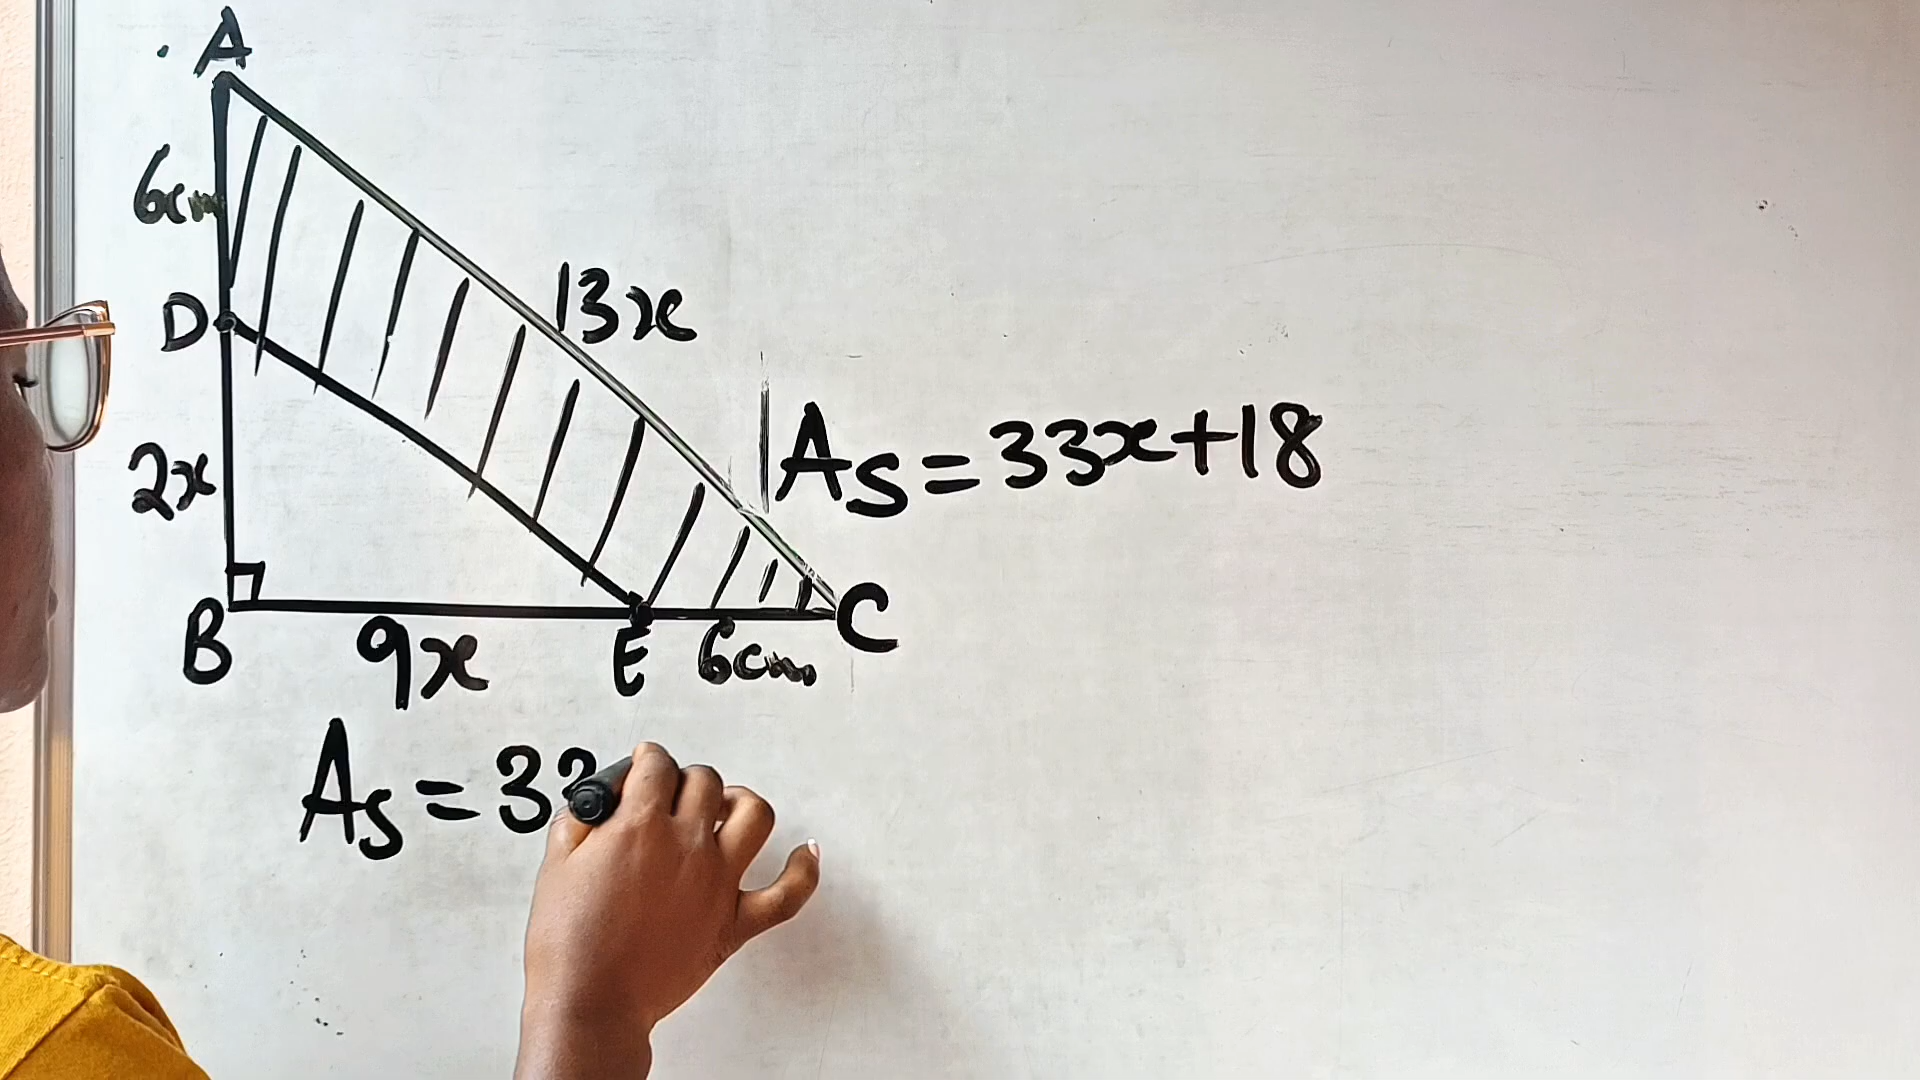 A
6cm
13x
D
2x
As = 33x+18
B
9x
E
6cm
C
As = 33